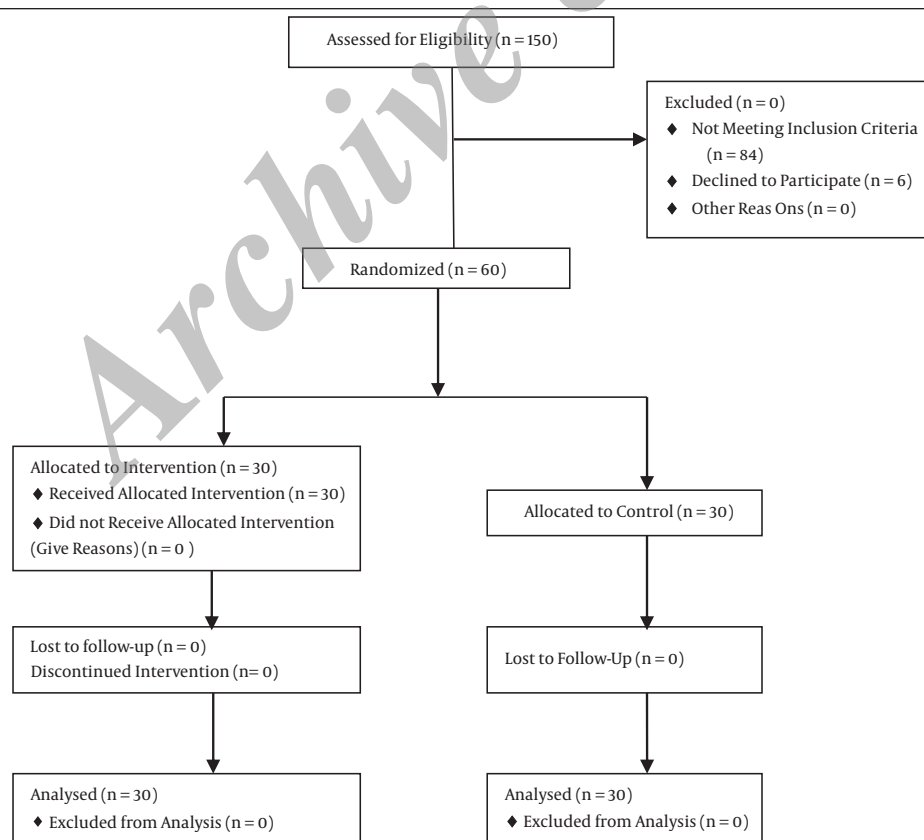 Assessed for Eligibility (n = 150)
Excluded (n = 0)
♦ Not Meeting Inclusion Criteria
(n = 84)
♦ Declined to Participate (n = 6)
♦ Other Reas Ons (n = 0)
Randomized (n = 60)
Allocated to Intervention (n = 30)
♦ Received Allocated Intervention (n = 30)
♦ Did not Receive Allocated Intervention
(Give Reasons) (n = 0 )
Allocated to Control (n = 30)
Lost to follow-up (n = 0)
Discontinued Intervention (n= 0)
Lost to Follow-Up (n = 0)
Analysed (n = 30)
♦ Excluded from Analysis (n = 0)
Analysed (n = 30)
♦ Excluded from Analysis (n = 0)
Archive